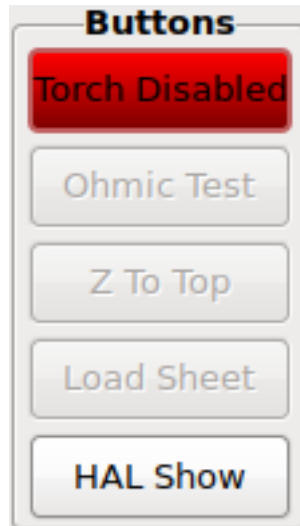 Buttons
Torch Disabled
Ohmic Test
Z To Top
Load Sheet
HAL Show